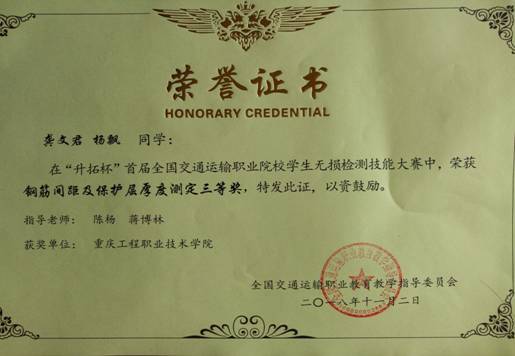 荣誉证书
HONORARY CREDENTIAL
龚文君 杨飘 同学：
在“升拓杯”首届全国交通运输职业院校学生无损检测技能大赛中，荣获
钢筋间距及保护层厚度测定三等奖，特发此证，以资鼓励。
指导老师： 陈杨 蒋博林
获奖单位： 重庆工程职业技术学院
全国交通运输职业教育教学指导委员会
二〇一八年十一月二日